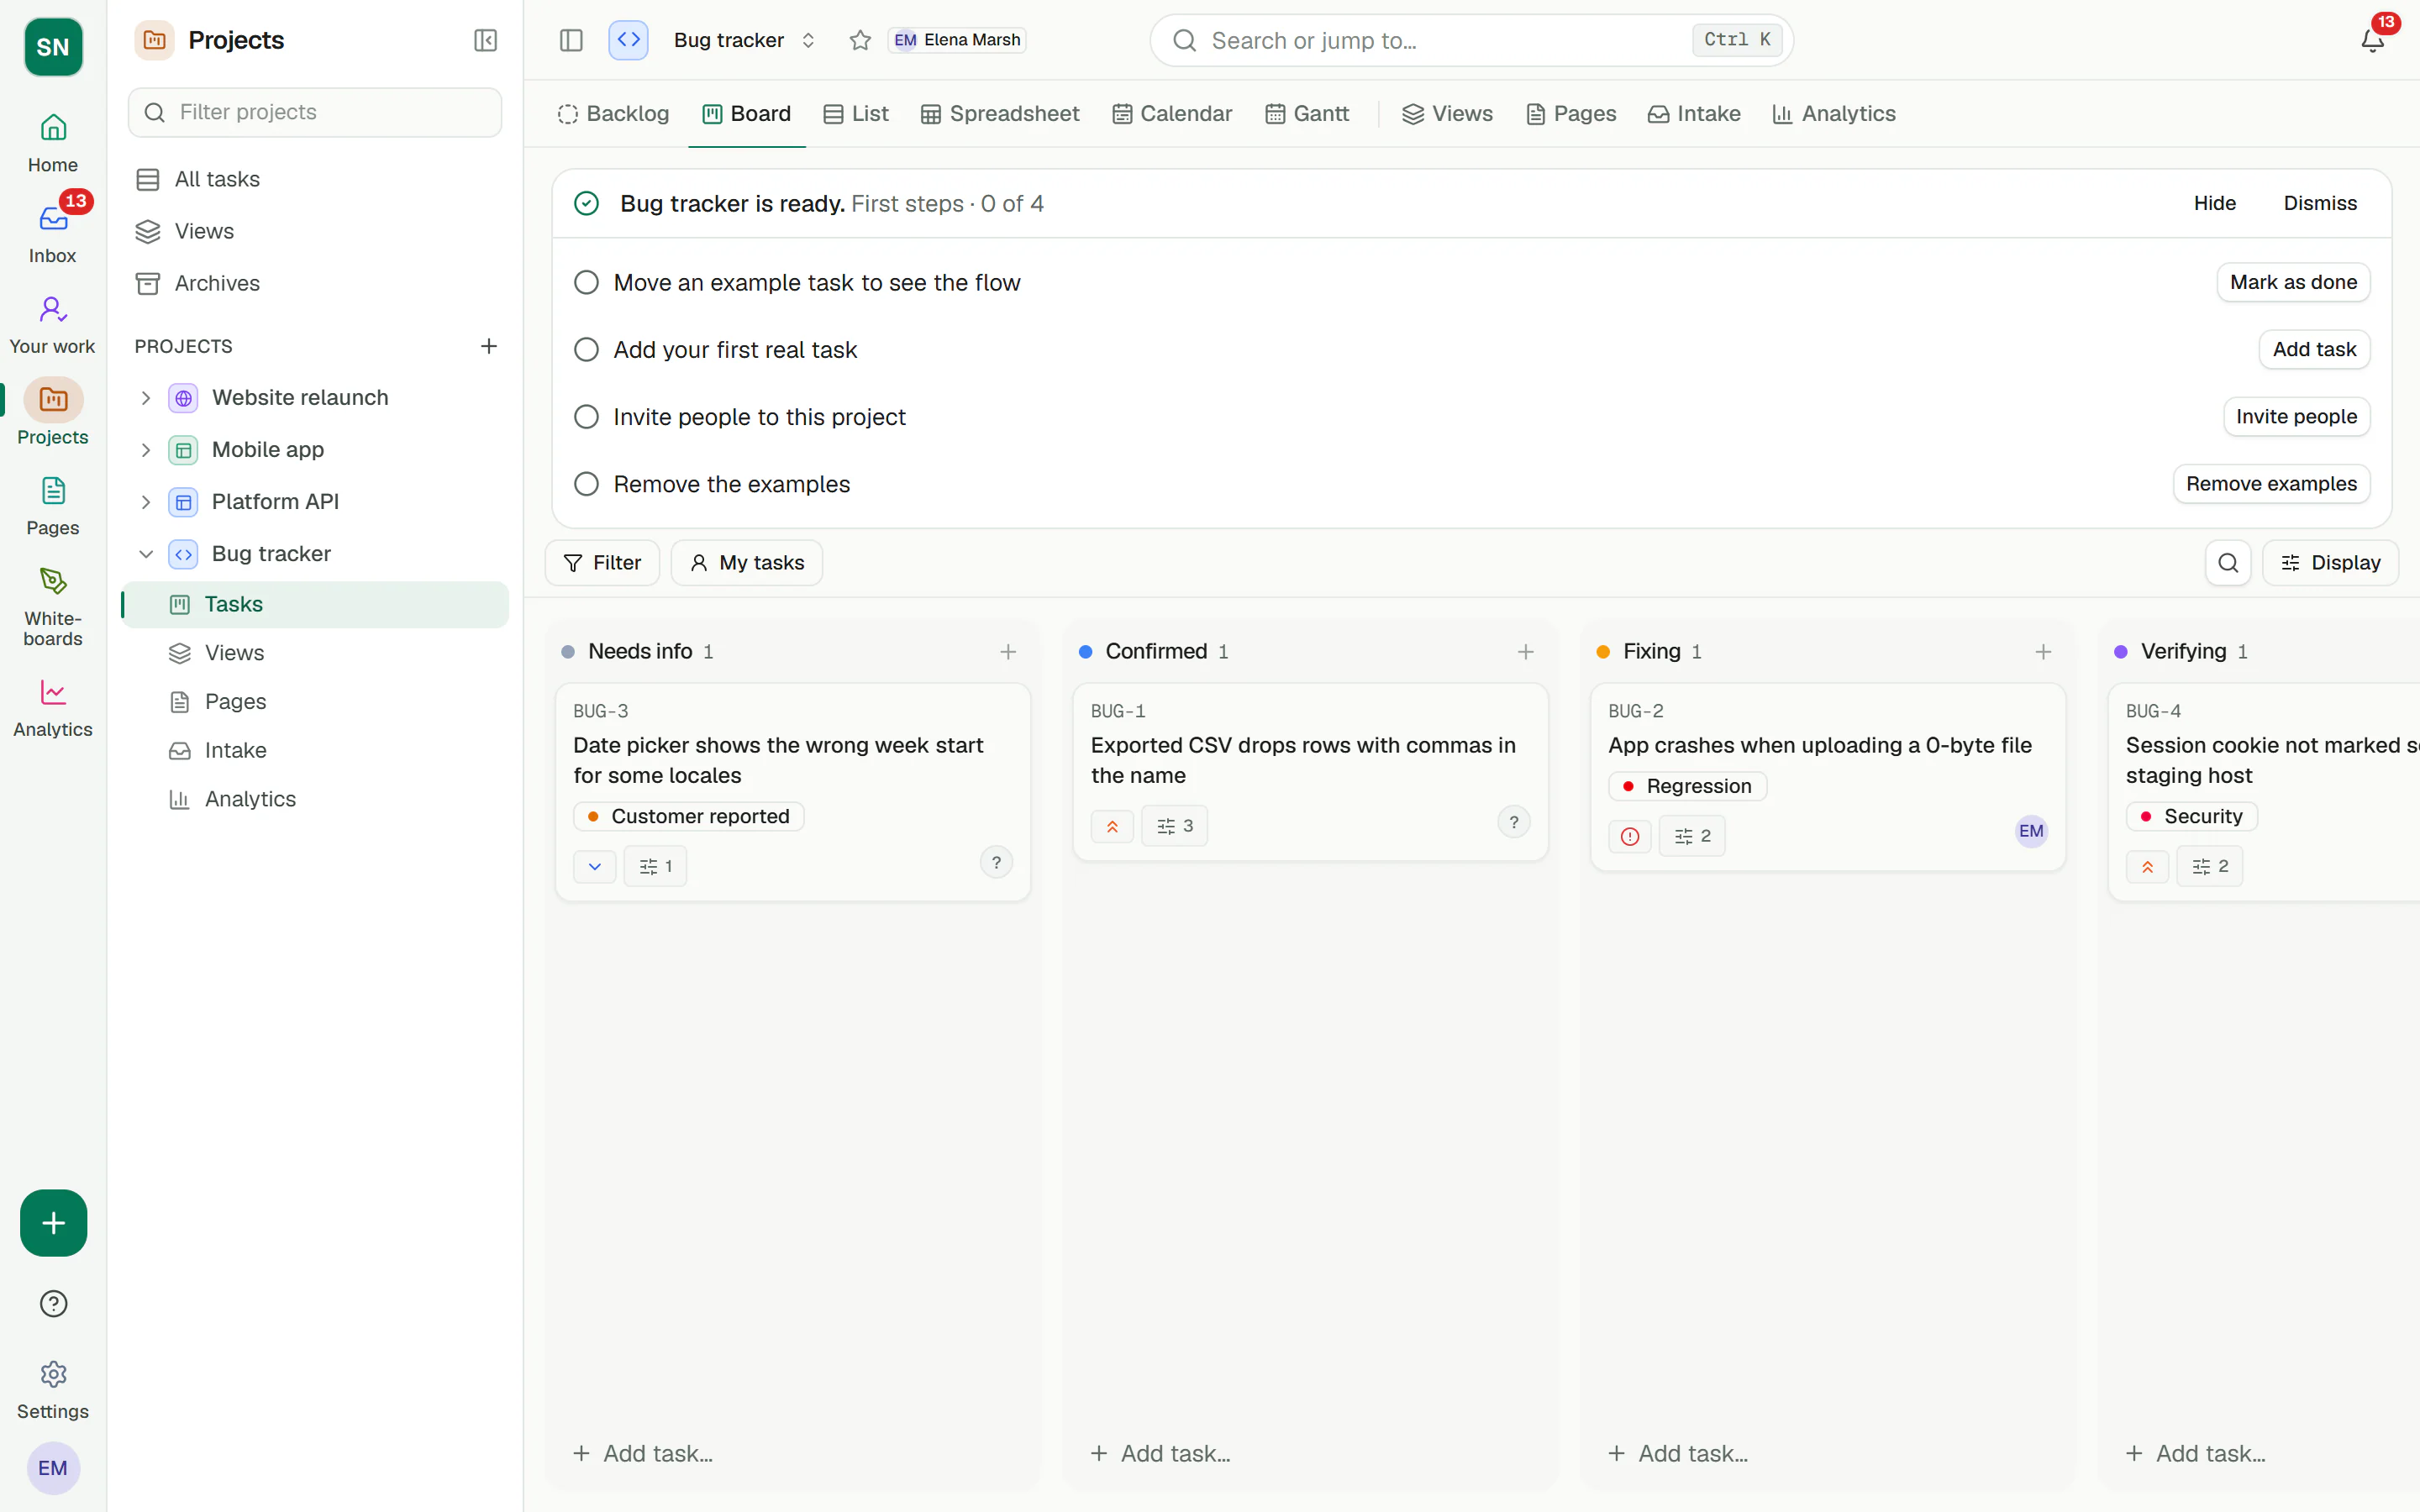 SN
Home
13
Inbox
Your work
Projects
Pages
White-
boards
Analytics
Settings
EM
Projects
Filter projects
All tasks
Views
Archives
PROJECTS
Website relaunch
Mobile app
Platform API
Bug tracker
Tasks
Views
Pages
Intake
Analytics
Bug tracker
EM Elena Marsh
Search or jump to...
Ctrl K
13
Backlog
Board
List
Spreadsheet
Calendar
Gantt
Views
Pages
Intake
Analytics
Bug tracker is ready. First steps · 0 of 4
Hide
Dismiss
Move an example task to see the flow
Mark as done
Add your first real task
Add task
Invite people to this project
Invite people
Remove the examples
Remove examples
Filter
My tasks
Display
Needs info 1
BUG-3
Date picker shows the wrong week start
for some locales
Customer reported
1
?
Add task...
Confirmed 1
BUG-1
Exported CSV drops rows with commas in
the name
3
?
Add task...
Fixing 1
BUG-2
App crashes when uploading a 0-byte file
Regression
2
EM
Add task...
Verifying 1
BUG-4
Session cookie not marked
staging host
Security
2
Add task...